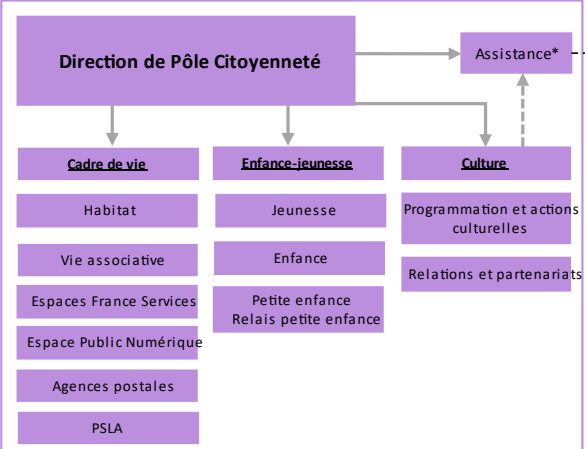 Direction de Pôle Citoyenneté
Assistance*
Cadre de vie
Habitat
Vie associative
Espaces France Services
Espace Public Numérique
Agences postales
PSLA
Enfance-jeunesse
Jeunesse
Enfance
Petite enfance
Relais petite enfance
Culture
Programmation et actions
culturelles
Relations et partenariats